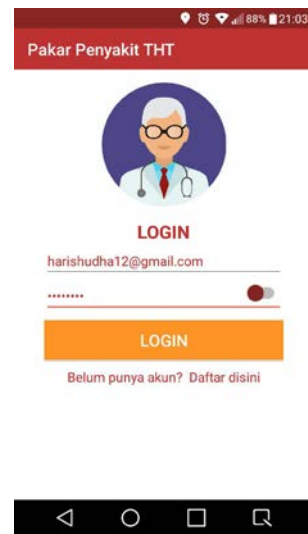 88% 21:03
Pakar Penyakit THT
LOGIN
harishudha12@gmail.com
........
LOGIN
Belum punya akun? Daftar disini